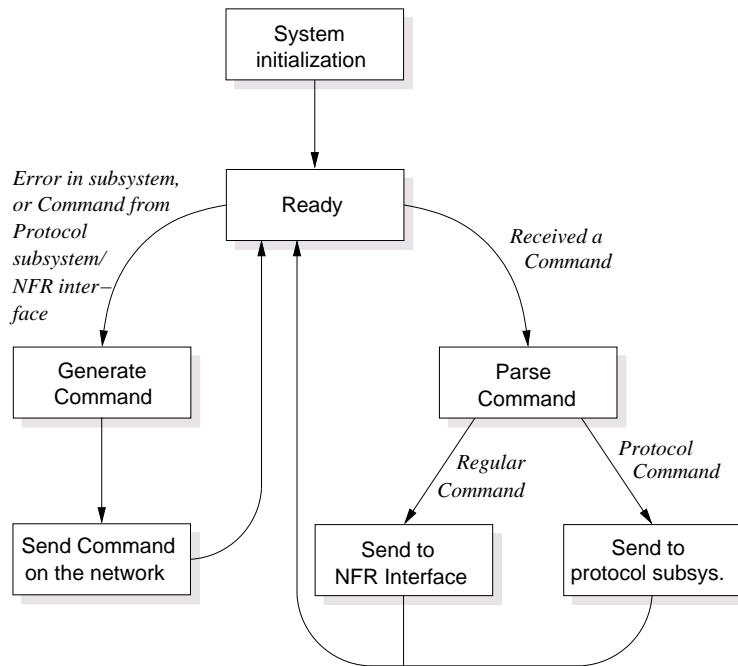 System
initialization
Ready
Error in subsystem,
or Command from
Protocol
subsystem/
NFR inter–
face
Received a
Command
Generate
Command
Parse
Command
Regular
Command
Protocol
Command
Send Command
on the network
Send to
NFR Interface
Send to
protocol subsys.